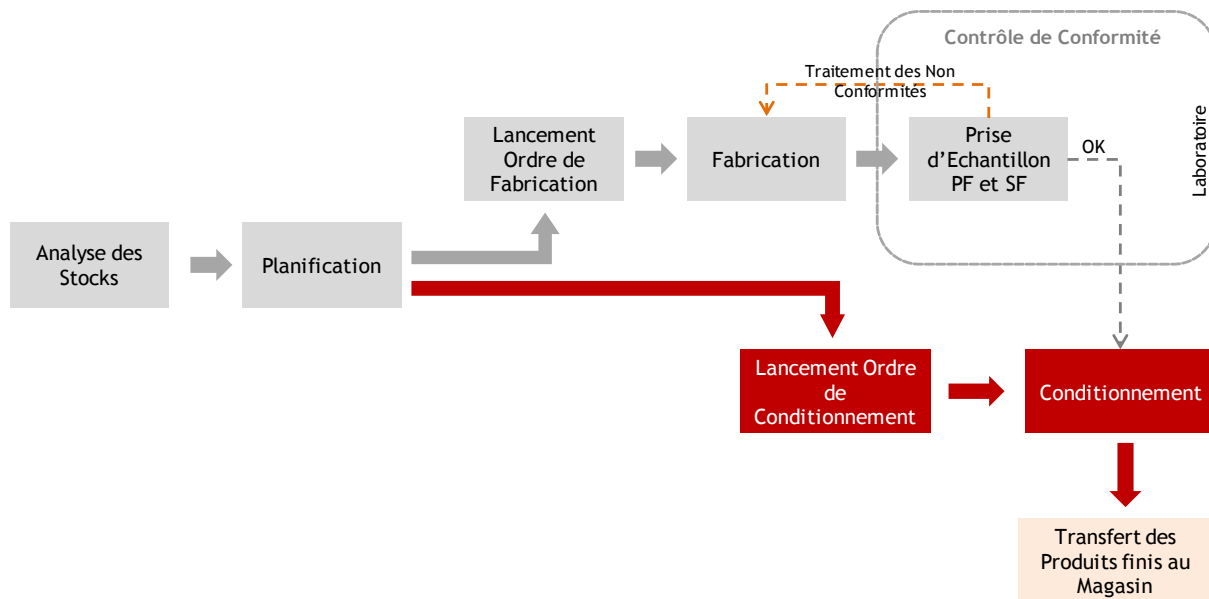 Contrôle de Conformité
Traitement des Non
Conformités
Lancement
Ordre de
Fabrication
Fabrication
Prise
d’Echantillon
PF et SF
OK
Laboratoire
Analyse des
Stocks
Planification
Lancement Ordre
de
Conditionnement
Conditionnement
Transfert des
Produits finis au
Magasin